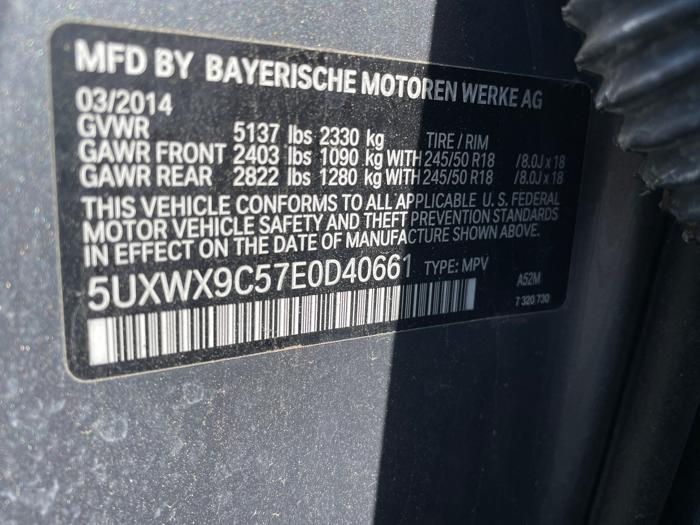 MFD BY BAYERISCHE MOTOREN WERKE AG
03/2014
GVWR 5137 lbs 2330 kg TIRE / RIM
GAWR FRONT 2403 lbs 1090 kg WITH 245/50 R18 /8.0J x 18
GAWR REAR 2822 lbs 1280 kg WITH 245/50 R18 /8.0J x 18
THIS VEHICLE CONFORMS TO ALL APPLICABLE U.S. FEDERAL
MOTOR VEHICLE SAFETY AND THEFT PREVENTION STANDARDS
IN EFFECT ON THE DATE OF MANUFACTURE SHOWN ABOVE.
5UXWX9C57E0D40661 TYPE: MPV A52M
7 320 730